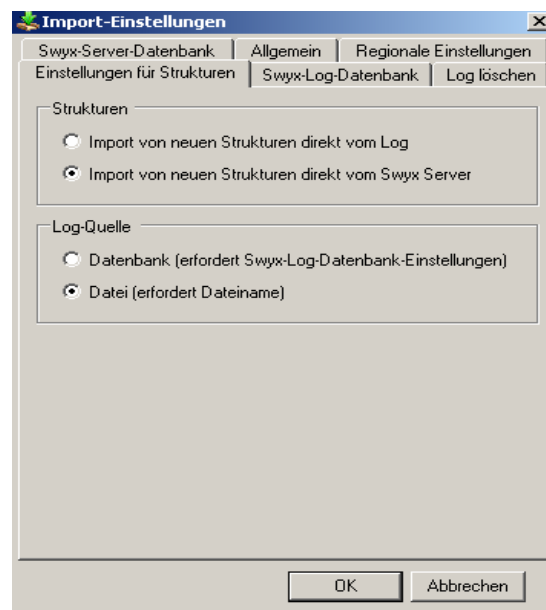 Import-Einstellungen
Swyx-Server-Datenbank Allgemein Regionale Einstellungen
Einstellungen für Strukturen Swyx-Log-Datenbank Log löschen
Strukturen
Import von neuen Strukturen direkt vom Log
Import von neuen Strukturen direkt vom Swyx Server
Log-Quelle
Datenbank (erfordert Swyx-Log-Datenbank-Einstellungen)
Datei (erfordert Dateiname)
OK Abbrechen